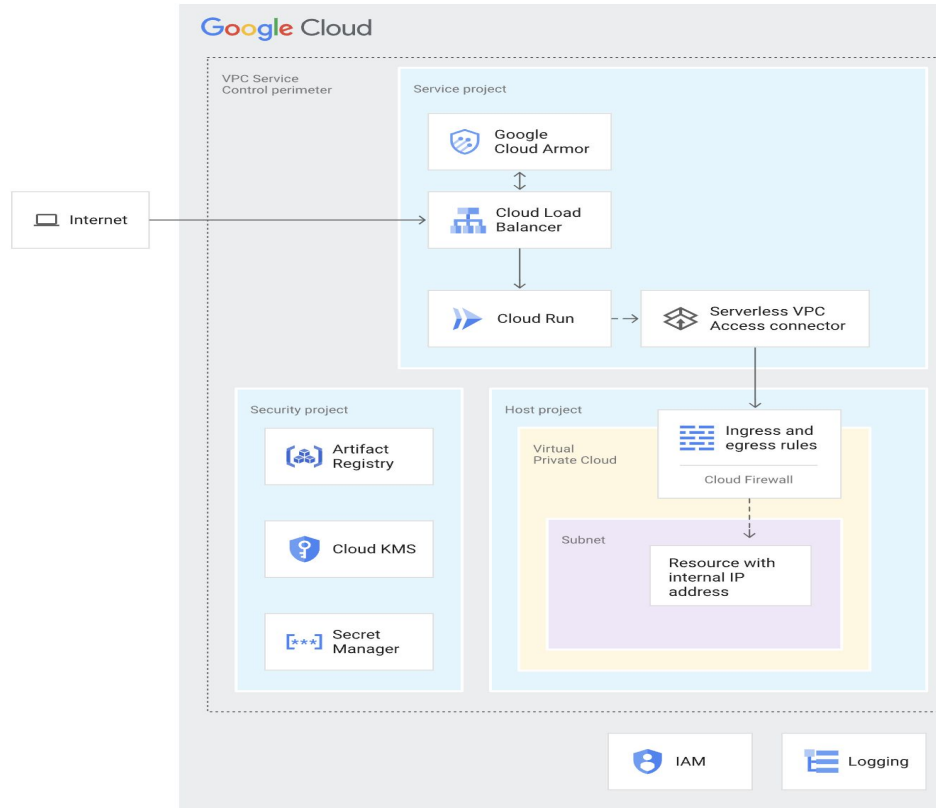 Google Cloud
VPC Service
Control perimeter
Service project
Google
Cloud Armor
Internet
Cloud Load
Balancer
Cloud Run
Serverless VPC
Access connector
Security project
Artifact
Registry
Cloud KMS
[***]
Secret
Manager
Host project
Virtual
Private Cloud
Ingress and
egress rules
Cloud Firewall
Subnet
Resource with
internal IP
address
IAM
Logging